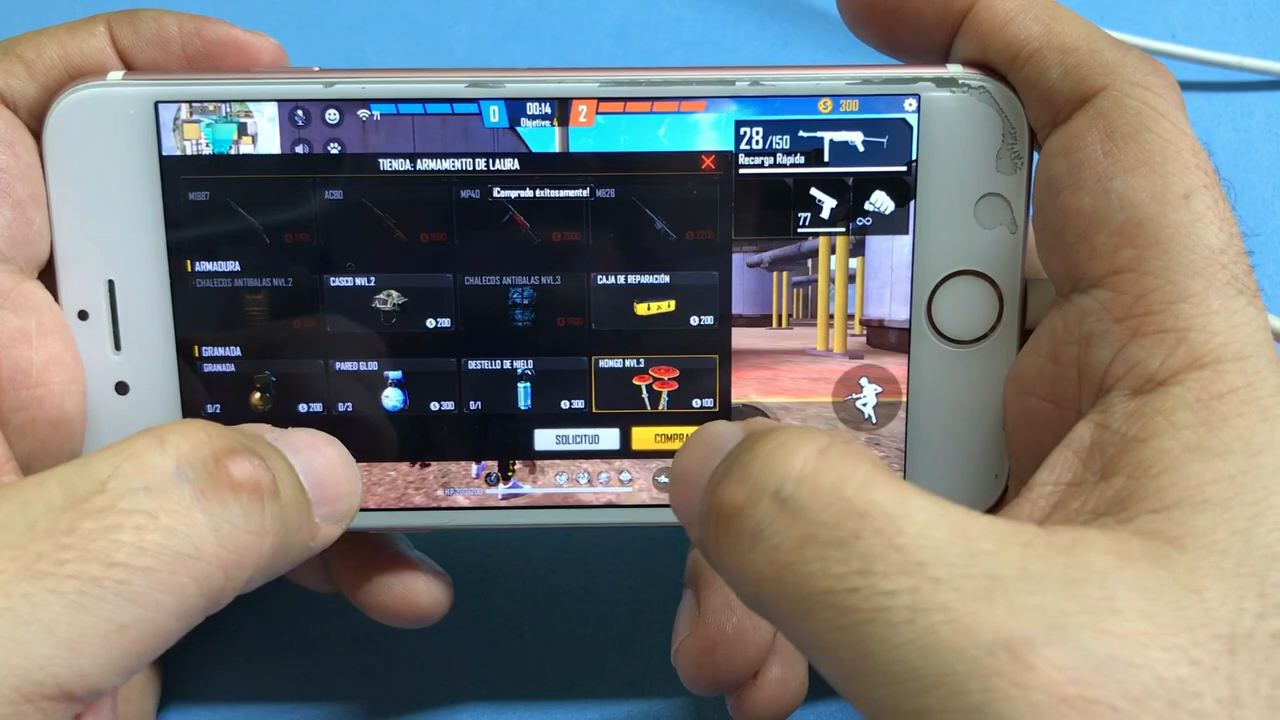 71
0
00:14
Objetivo: 4
2
300
28/150
Recarga Rápida
77
∞
TIENDA: ARMAMENTO DE LAURA
M1887
AC80
MP40
¡Comprado éxitosamente!
M82B
2200
ARMADURA
CHALECOS ANTIBALAS NVL.2
CASCO NVL.2
200
CHALECOS ANTIBALAS NVL.3
CAJA DE REPARACIÓN
200
GRANADA
GRANADA
0/2
200
PARED GLOO
0/3
300
DESTELLO DE HIELO
0/1
300
HONGO NVL.3
100
SOLICITUD
COMPRA